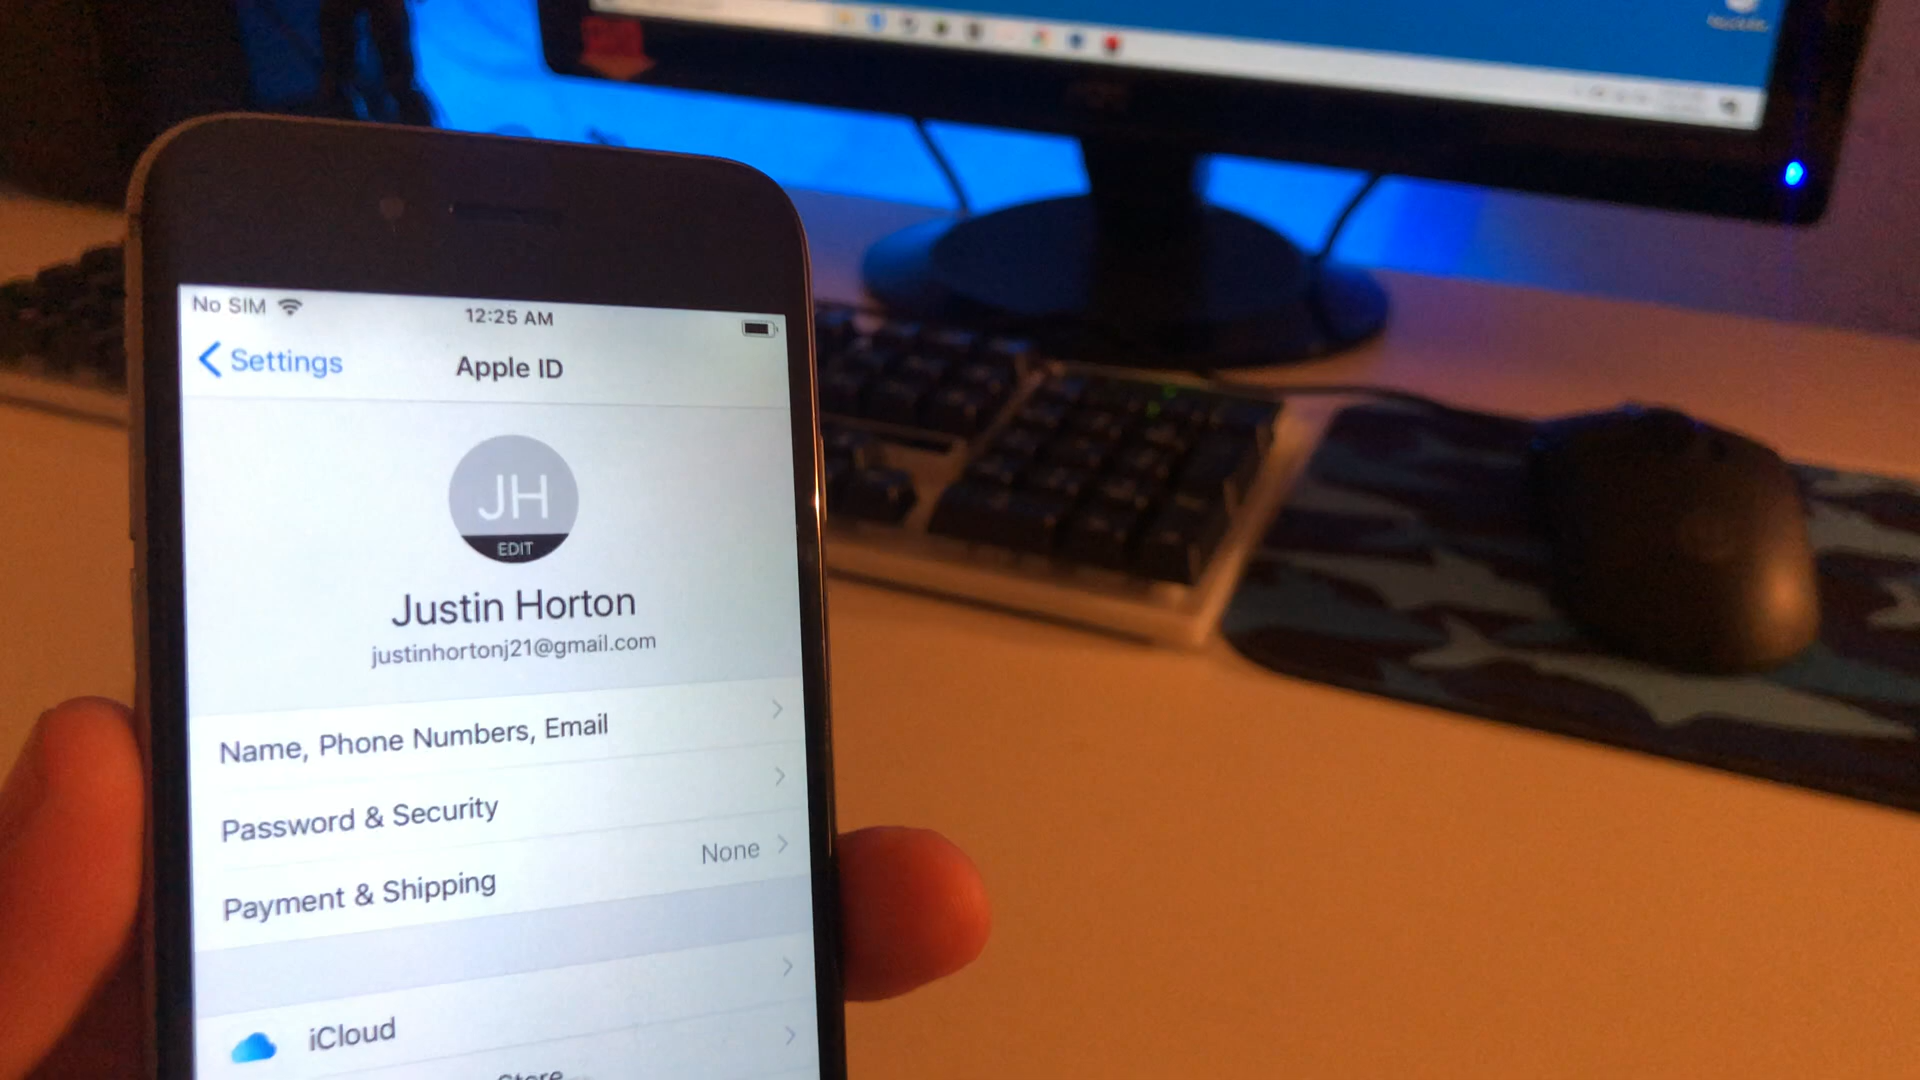 No SIM
12:25 AM
Settings
Apple ID
JH
EDIT
Justin Horton
justinhortonj21@gmail.com
Name, Phone Numbers, Email
Password & Security
Payment & Shipping
None
iCloud
Store